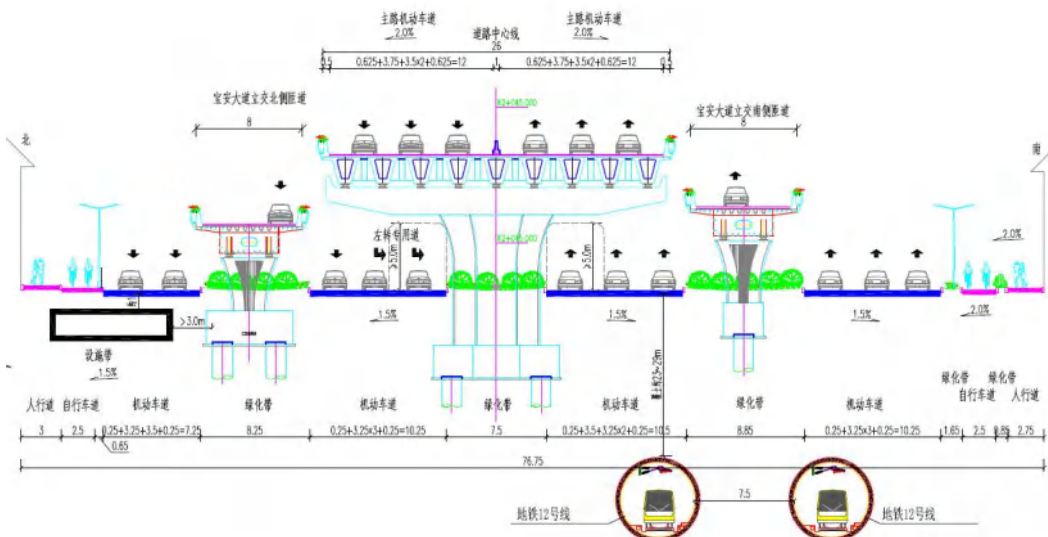 主路机动车道 主路机动车道
2.0% 道路中心线 2.0%
26
0.5 0.625+3.75+3.5x2+0.625=12 1 0.625+3.75+3.5x2+0.625=12 0.5
宝安大道立交北侧匝道 宝安大道立交南侧匝道
8 8
北 南
左转专用道
≥5.0m ≥5.0m
2.0%
>3.0m 1.5% 1.5% 1.5% 2.0%
设施带
1.5%
覆土约23~29m
绿化带 绿化带
人行道 自行车道 机动车道 绿化带 机动车道 绿化带 机动车道 绿化带 机动车道 自行车道 人行道
3 2.5 0.25+3.25+3.5+0.25=7.25 8.25 0.25+3.25x3+0.25=10.25 7.5 0.25+3.5+3.25x2+0.25=10.5 8.85 0.25+3.25x3+0.25=10.25 1.65 2.5 0.85 2.75
0.65
76.75
7.5
地铁12号线 地铁12号线